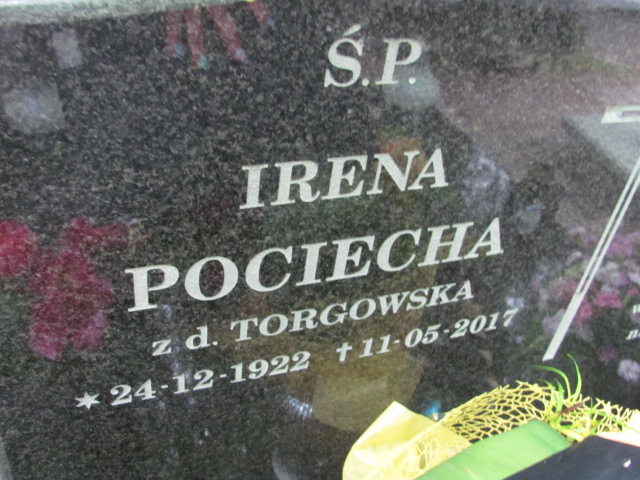 Ś.P.
IRENA
POCIECHA
z d. TORGOWSKA
✶ 24-12-1922 † 11-05-2017